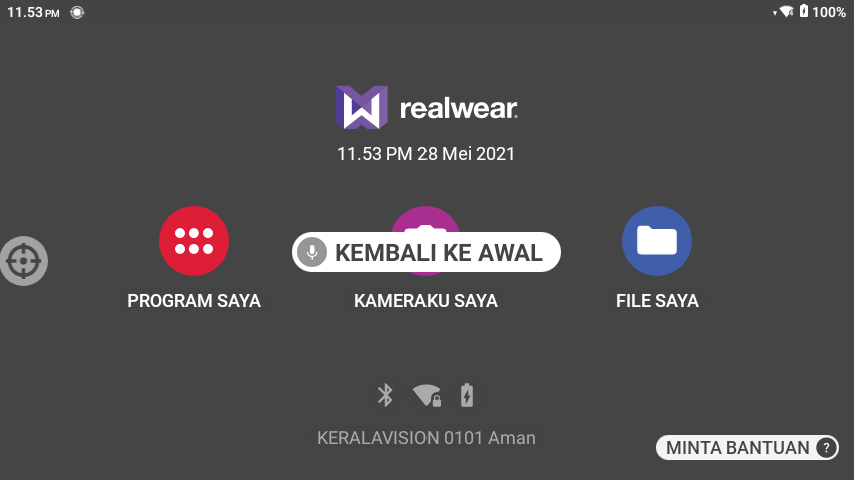 11.53 PM
100%
realwear
11.53 PM 28 Mei 2021
KEMBALI KE AWAL
PROGRAM SAYA
KAMERAKU SAYA
FILE SAYA
KERALAVISION 0101 Aman
MINTA BANTUAN ?